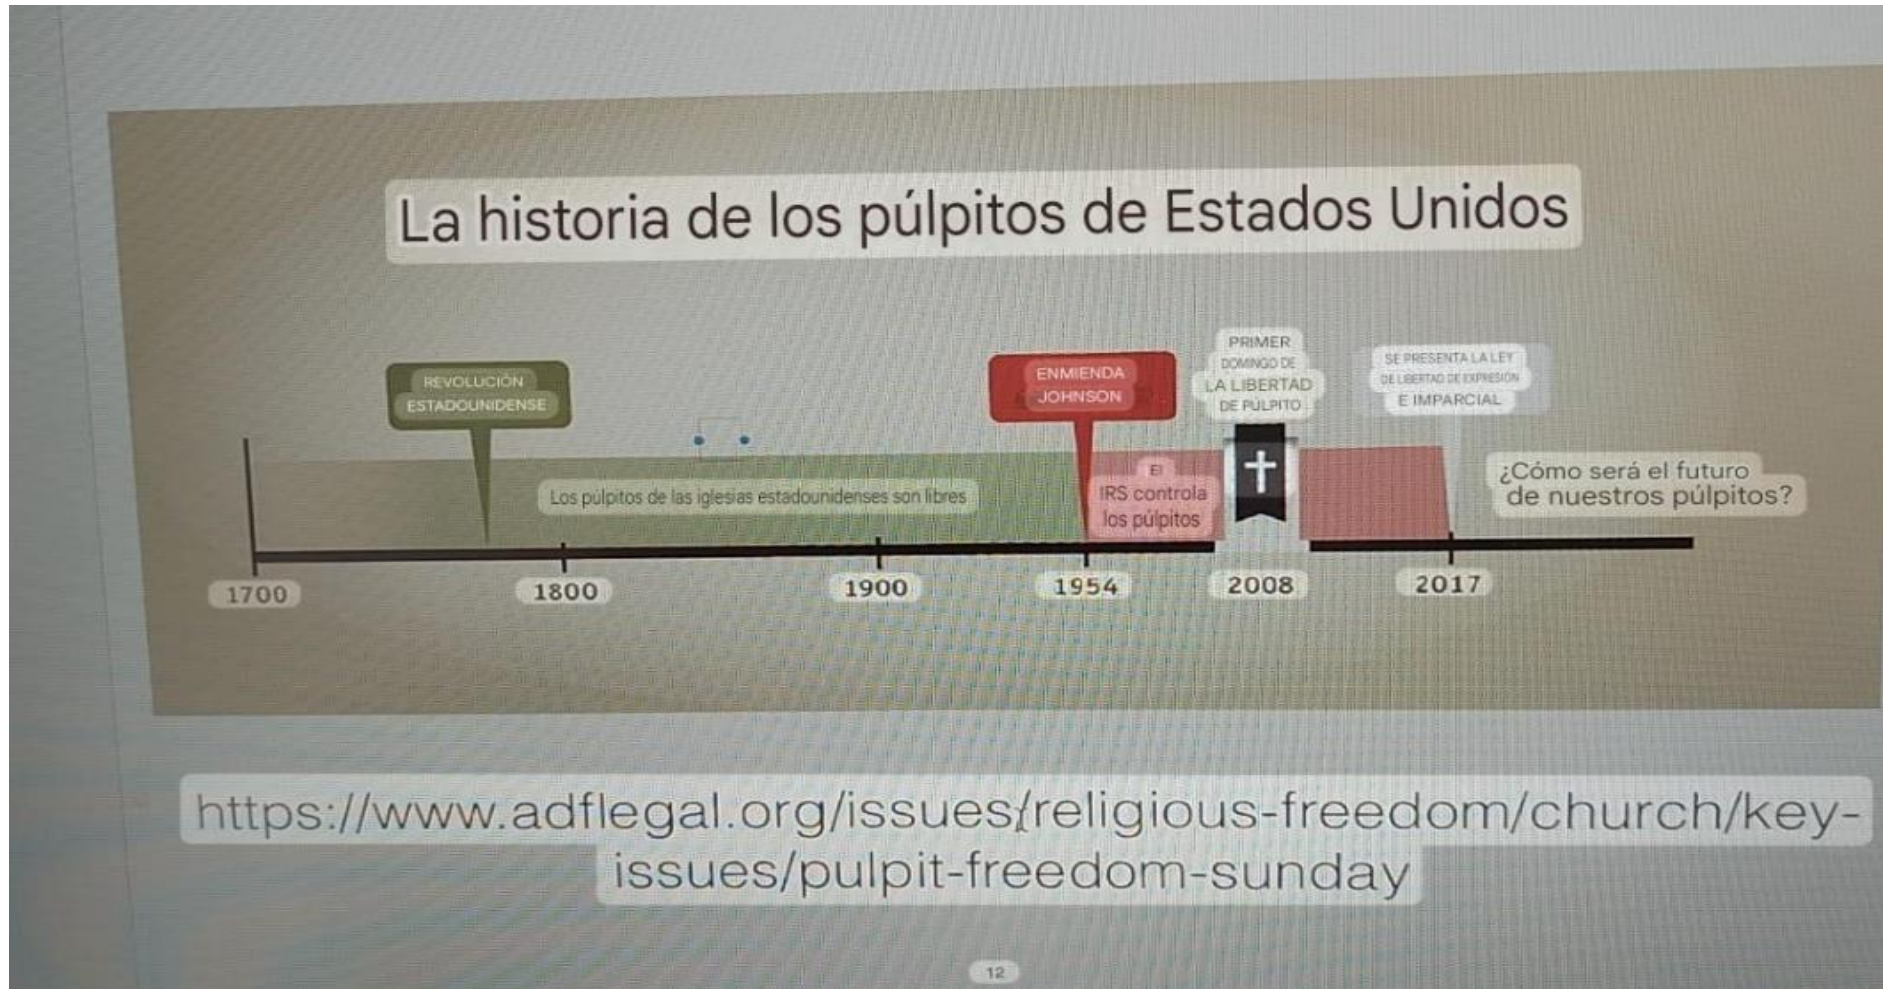 La historia de los púlpitos de Estados Unidos
REVOLUCIÓN
ESTADOUNIDENSE
ENMIENDA
JOHNSON
PRIMER
DOMINGO DE
LA LIBERTAD
DE PÚLPITO
SE PRESENTA LA LEY
DE LIBERTAD DE EXPRESIÓN
E IMPARCIAL
Los púlpitos de las iglesias estadounidenses son libres
El
IRS controla
los púlpitos
¿Cómo será el futuro
de nuestros púlpitos?
1700
1800
1900
1954
2008
2017
https://www.adflegal.org/issues/religious-freedom/church/key-
issues/pulpit-freedom-sunday
12